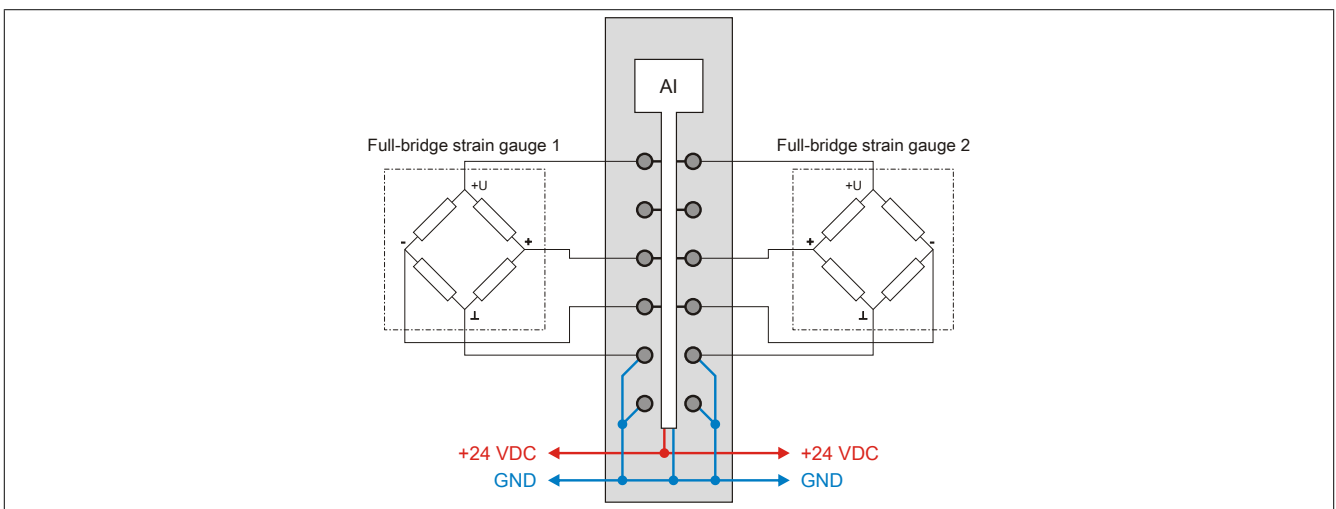 AI
Full-bridge strain gauge 1
Full-bridge strain gauge 2
+U
+U
- +
+ -
⊥
⊥
+24 VDC
+24 VDC
GND
GND